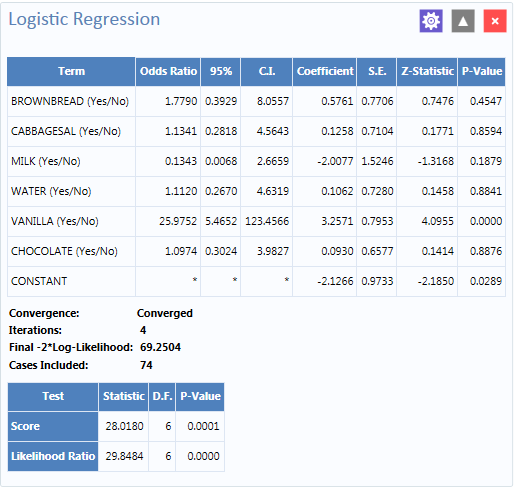 Logistic Regression
Term Odds Ratio 95% C.I. Coefficient S.E. Z-Statistic P-Value
BROWNBREAD (Yes/No) 1.7790 0.3929 8.0557 0.5761 0.7706 0.7476 0.4547
CABBAGESAL (Yes/No) 1.1341 0.2818 4.5643 0.1258 0.7104 0.1771 0.8594
MILK (Yes/No) 0.1343 0.0068 2.6659 -2.0077 1.5246 -1.3168 0.1879
WATER (Yes/No) 1.1120 0.2670 4.6319 0.1062 0.7280 0.1458 0.8841
VANILLA (Yes/No) 25.9752 5.4652 123.4566 3.2571 0.7953 4.0955 0.0000
CHOCOLATE (Yes/No) 1.0974 0.3024 3.9827 0.0930 0.6577 0.1414 0.8876
CONSTANT * * * -2.1266 0.9733 -2.1850 0.0289
Convergence: Converged
Iterations: 4
Final -2*Log-Likelihood: 69.2504
Cases Included: 74
Test Statistic D.F. P-Value
Score 28.0180 6 0.0001
Likelihood Ratio 29.8484 6 0.0000